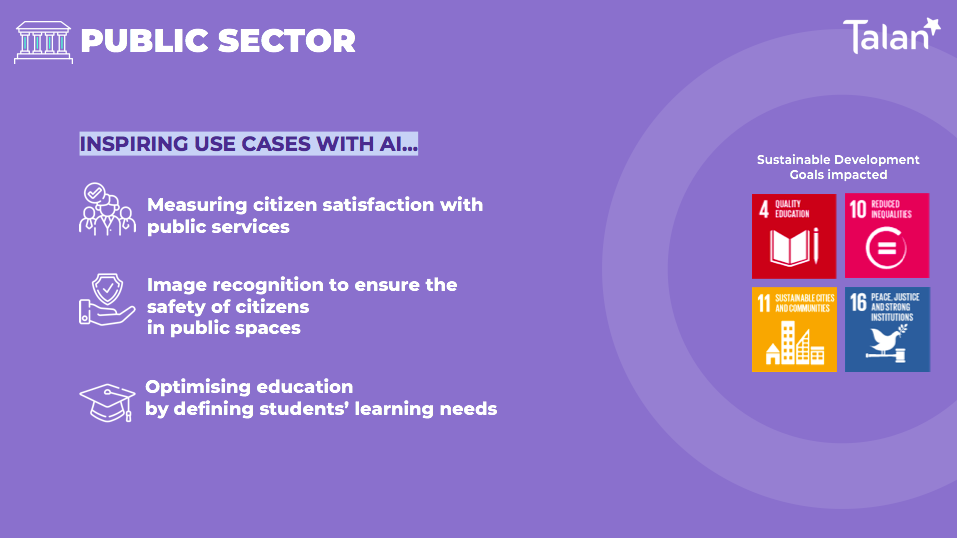 PUBLIC SECTOR
Talan
INSPIRING USE CASES WITH AI...
Measuring citizen satisfaction with
public services
Image recognition to ensure the
safety of citizens
in public spaces
Optimising education
by defining students’ learning needs
Sustainable Development
Goals impacted
4 QUALITY
EDUCATION
10 REDUCED
INEQUALITIES
11 SUSTAINABLE CITIES
AND COMMUNITIES
16 PEACE, JUSTICE
AND STRONG
INSTITUTIONS